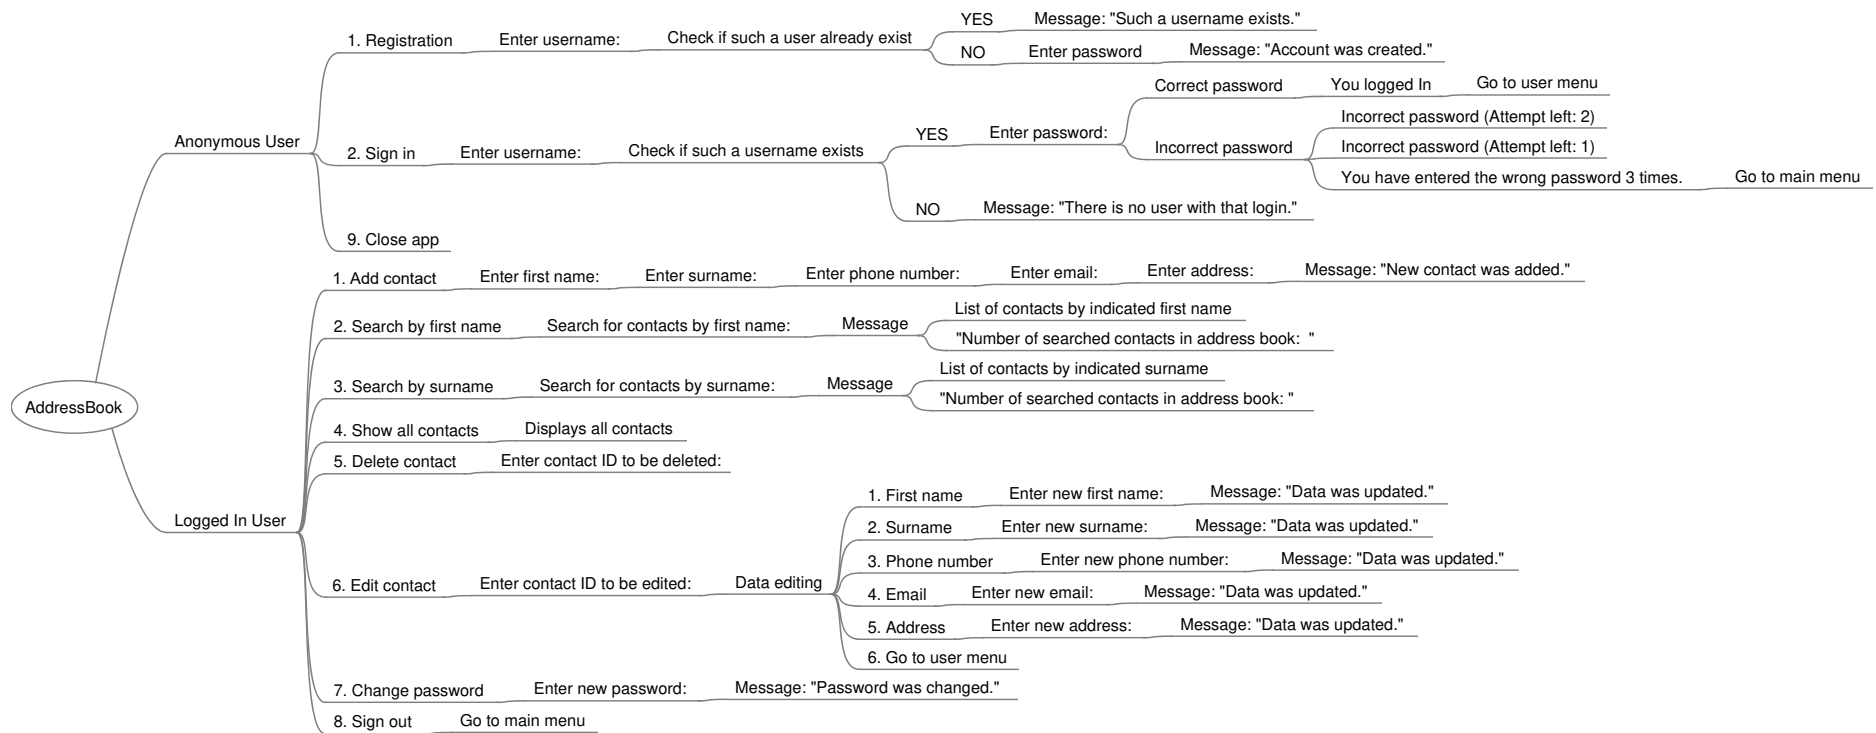 AddressBook
Anonymous User
1. Registration
Enter username:
Check if such a user already exist
YES
Message: "Such a username exists."
NO
Enter password
Message: "Account was created."
2. Sign in
Enter username:
Check if such a username exists
YES
Enter password:
Correct password
You logged In
Go to user menu
Incorrect password
Incorrect password (Attempt left: 2)
Incorrect password (Attempt left: 1)
You have entered the wrong password 3 times.
Go to main menu
NO
Message: "There is no user with that login."
9. Close app
Logged In User
1. Add contact
Enter first name:
Enter surname:
Enter phone number:
Enter email:
Enter address:
Message: "New contact was added."
2. Search by first name
Search for contacts by first name:
Message
List of contacts by indicated first name
"Number of searched contacts in address book:  "
3. Search by surname
Search for contacts by surname:
Message
List of contacts by indicated surname
"Number of searched contacts in address book: "
4. Show all contacts
Displays all contacts
5. Delete contact
Enter contact ID to be deleted:
6. Edit contact
Enter contact ID to be edited:
Data editing
1. First name
Enter new first name:
Message: "Data was updated."
2. Surname
Enter new surname:
Message: "Data was updated."
3. Phone number
Enter new phone number:
Message: "Data was updated."
4. Email
Enter new email:
Message: "Data was updated."
5. Address
Enter new address:
Message: "Data was updated."
6. Go to user menu
7. Change password
Enter new password:
Message: "Password was changed."
8. Sign out
Go to main menu